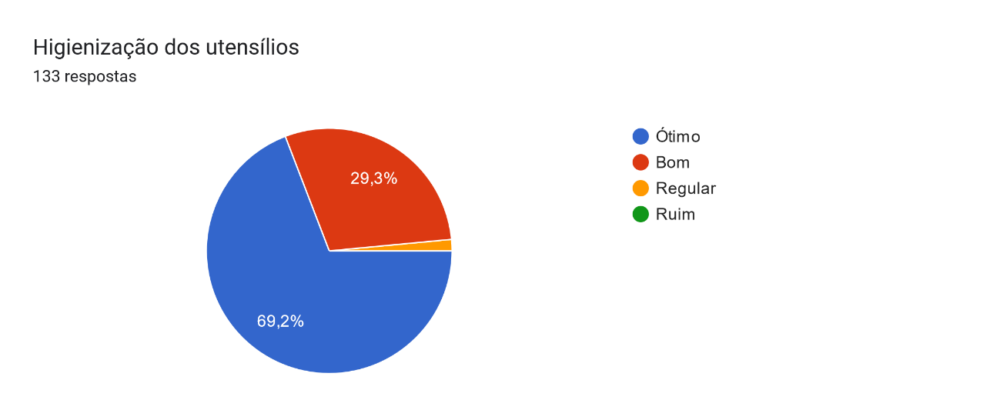 Higienização dos utensílios
133 respostas
29,3%
69,2%
Ótimo
Bom
Regular
Ruim